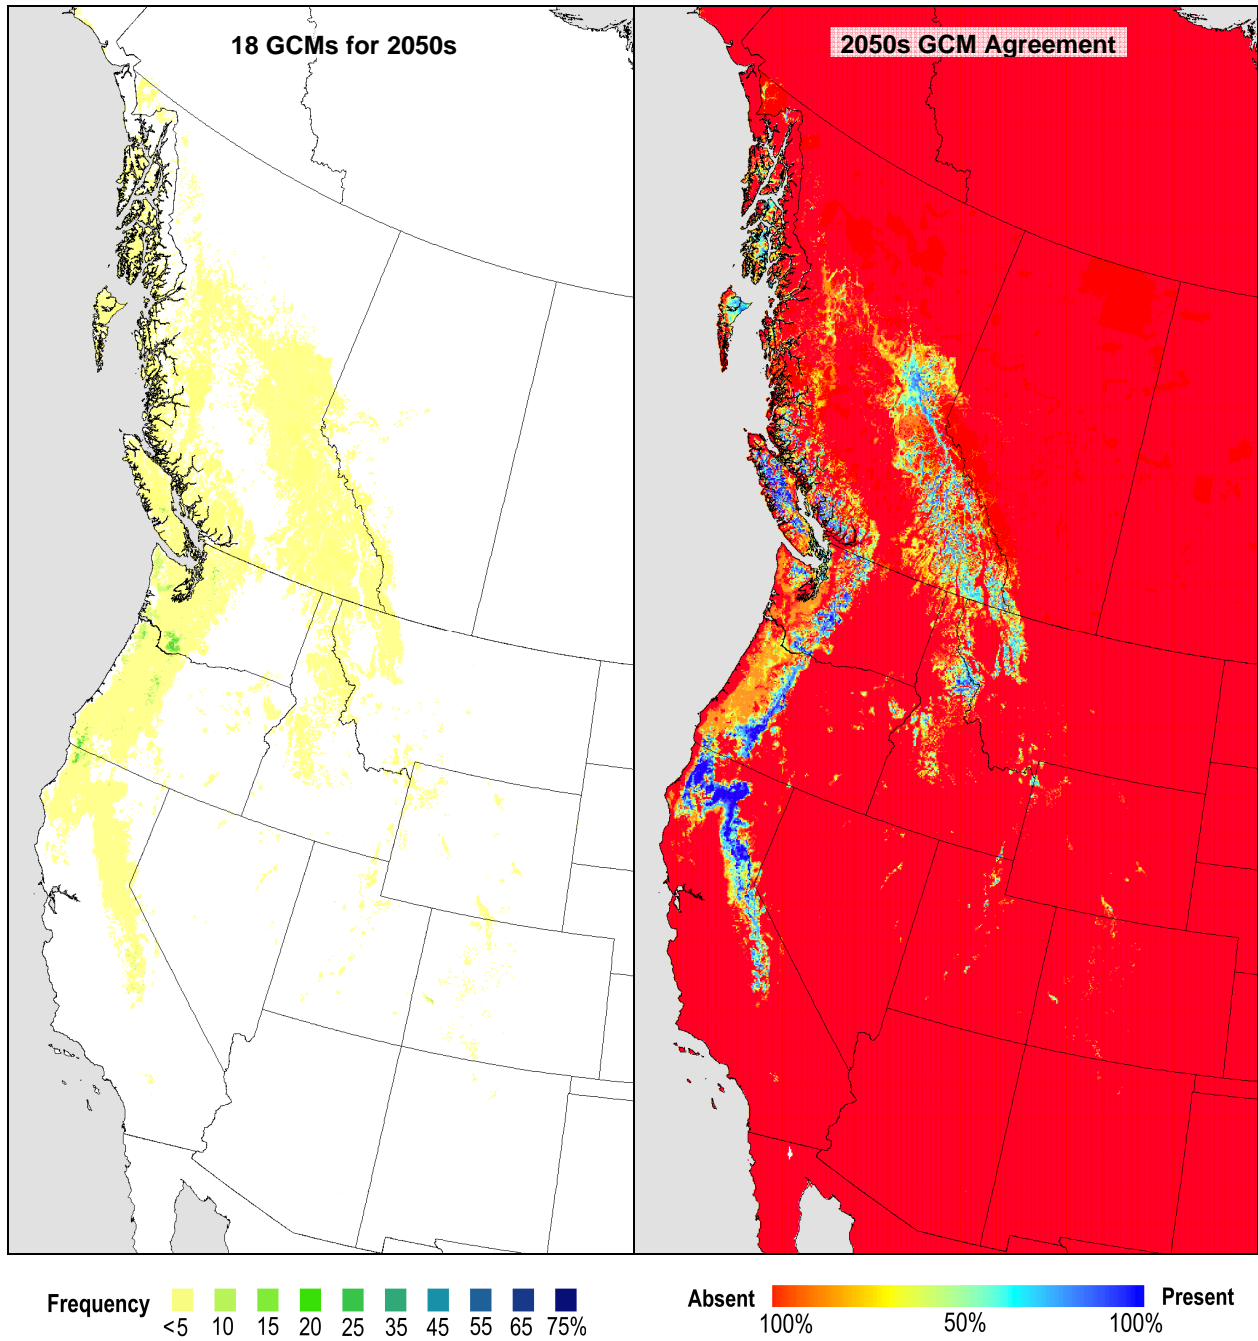 18 GCMs for 2050s
2050s GCM Agreement
Frequency
<5 10 15 20 25 35 45 55 65 75%
Absent Present
100% 50% 100%